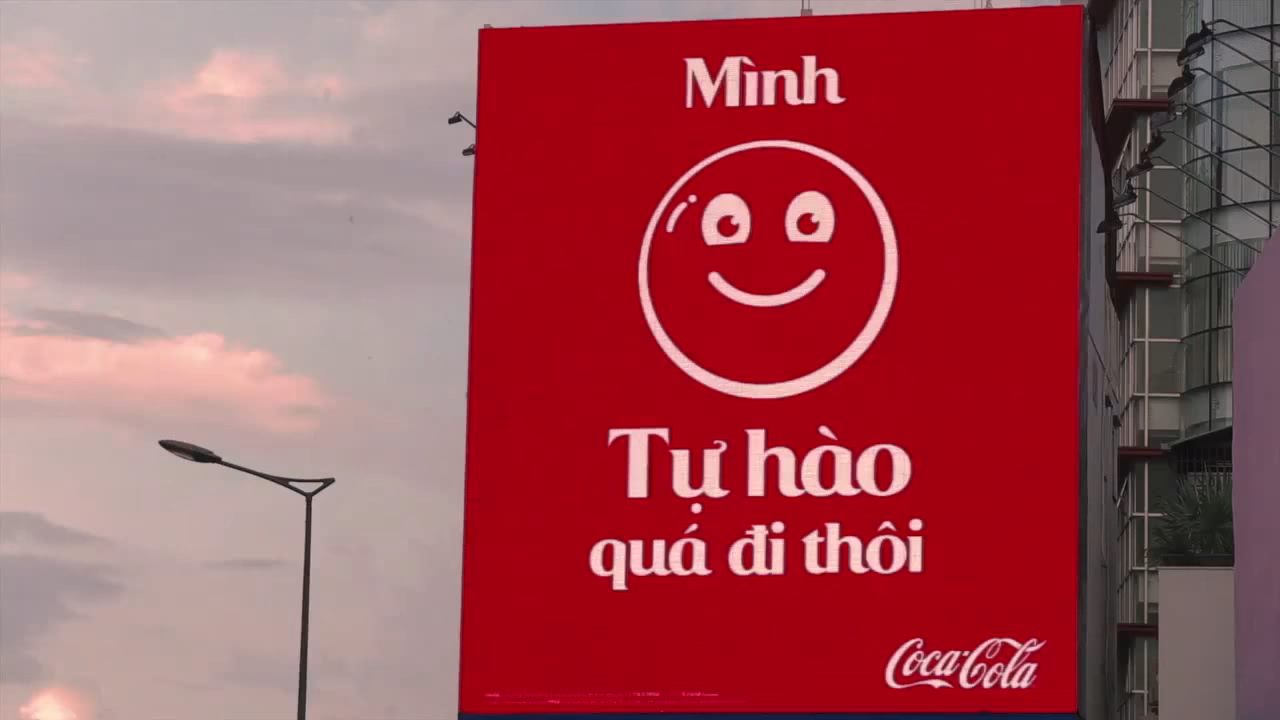 Mình
Tự hào
quá đi thôi
Coca-Cola